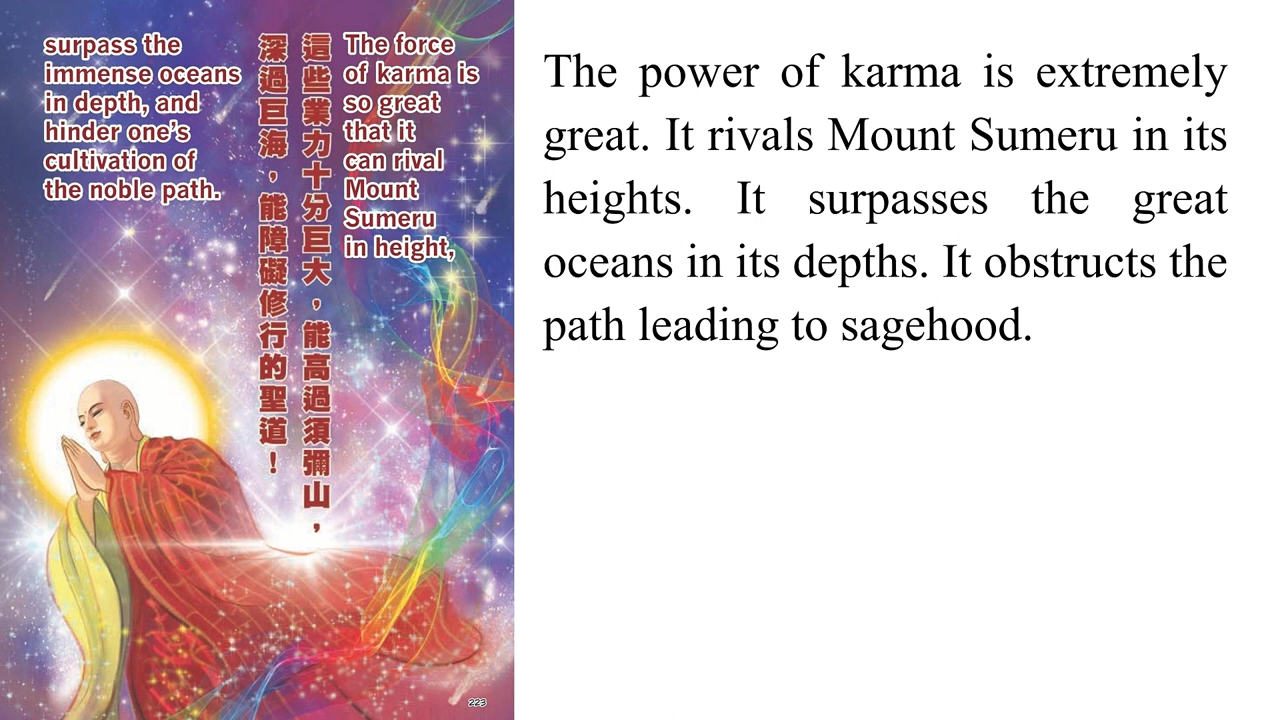 The force
of karma is
so great
that it
can rival
Mount
Sumeru
in height,
這些業力十分巨大，能高過須彌山，
深過巨海，能障礙修行的聖道！
surpass the
immense oceans
in depth, and
hinder one’s
cultivation of
the noble path.
223
The power of karma is extremely
great. It rivals Mount Sumeru in its
heights. It surpasses the great
oceans in its depths. It obstructs the
path leading to sagehood.